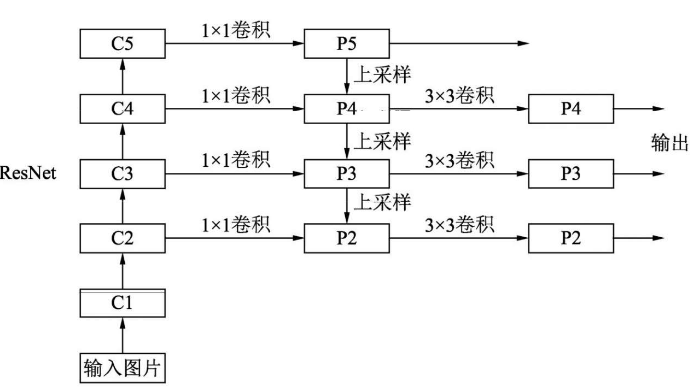 C5 1×1卷积 P5
上采样
C4 1×1卷积 P4 3×3卷积 P4
上采样 输出
ResNet C3 1×1卷积 P3 3×3卷积 P3
上采样
C2 1×1卷积 P2 3×3卷积 P2
C1
输入图片